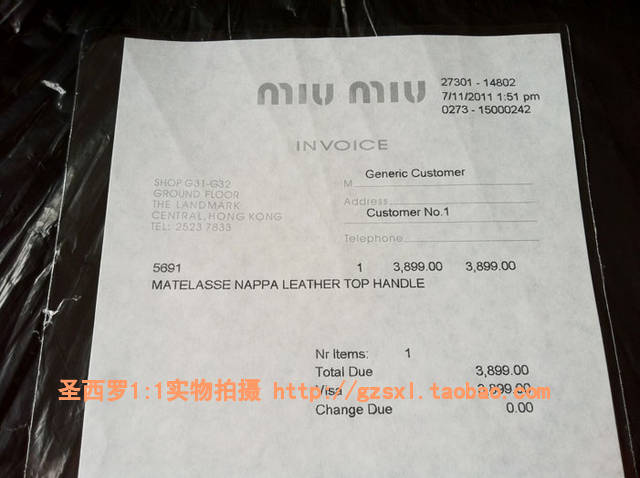 miu miu
27301 - 14802
7/11/2011 1:51 pm
0273 - 15000242
INVOICE
SHOP G31-G32
GROUND FLOOR
THE LANDMARK
CENTRAL, HONG KONG
TEL: 2523 7833
M Generic Customer
Address
Customer No.1
Telephone
5691 1 3,899.00 3,899.00
MATELASSE NAPPA LEATHER TOP HANDLE
Nr Items: 1
Total Due 3,899.00
圣西罗1:1实物拍摄 http://gzsxl.taobao.com
Visa 3,899.00
Change Due 0.00